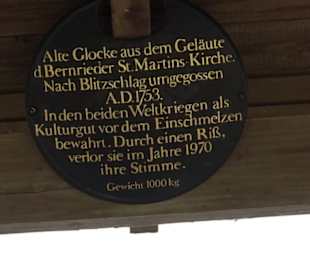 Alte Glocke aus dem Geläute
d.Bernrieder St.Martins-Kirche.
Nach Blitzschlag umgegossen
A.D.1753.
In den beiden Weltkriegen als
Kulturgut vor dem Einschmelzen
bewahrt. Durch einen Riß,
verlor sie im Jahre 1970
ihre Stimme.
Gewicht 1000 kg